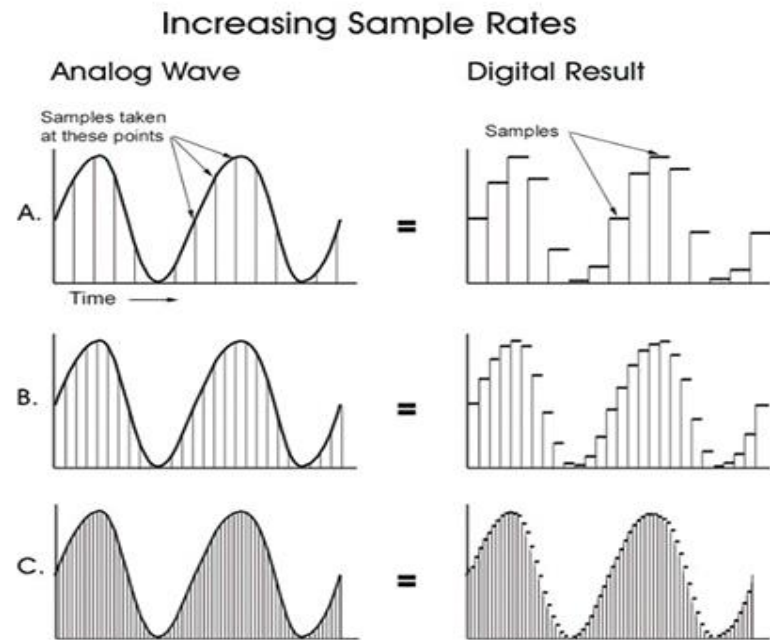 Increasing Sample Rates
Analog Wave
Digital Result
Samples taken
at these points
Samples
A.
=
Time
B.
=
C.
=